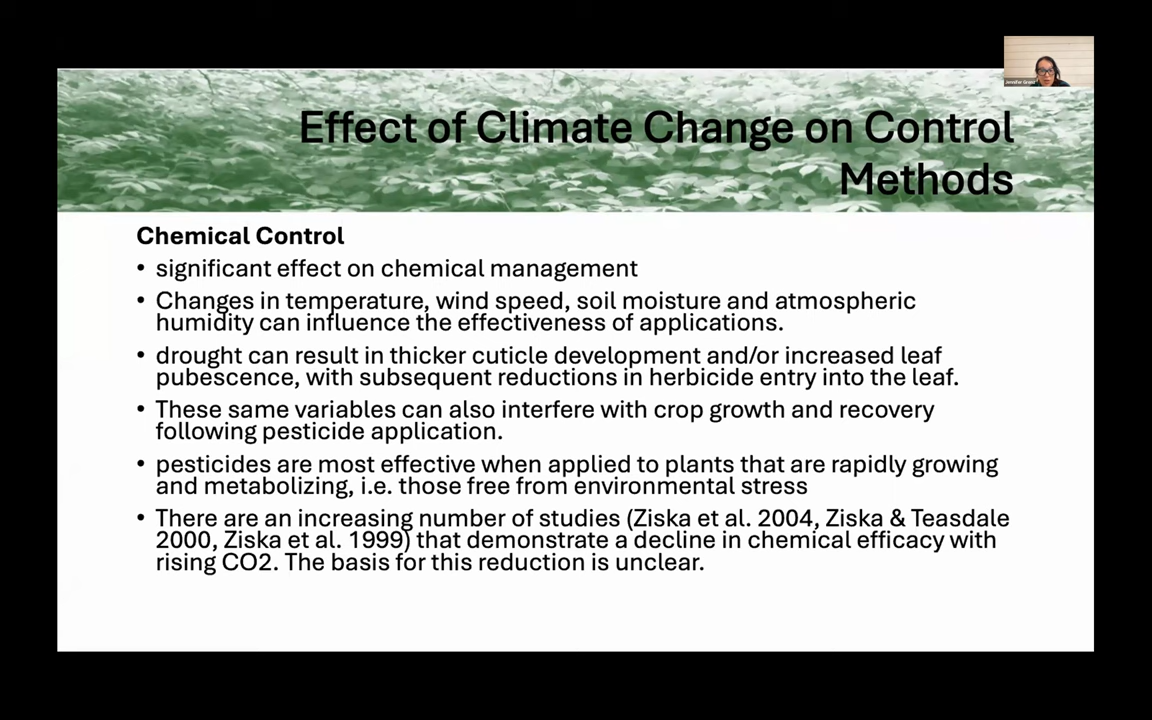 Jennifer Grant
Effect of Climate Change on Control
Methods
Chemical Control
• significant effect on chemical management
• Changes in temperature, wind speed, soil moisture and atmospheric
humidity can influence the effectiveness of applications.
• drought can result in thicker cuticle development and/or increased leaf
pubescence, with subsequent reductions in herbicide entry into the leaf.
• These same variables can also interfere with crop growth and recovery
following pesticide application.
• pesticides are most effective when applied to plants that are rapidly growing
and metabolizing, i.e. those free from environmental stress
• There are an increasing number of studies (Ziska et al. 2004, Ziska & Teasdale
2000, Ziska et al. 1999) that demonstrate a decline in chemical efficacy with
rising CO2. The basis for this reduction is unclear.